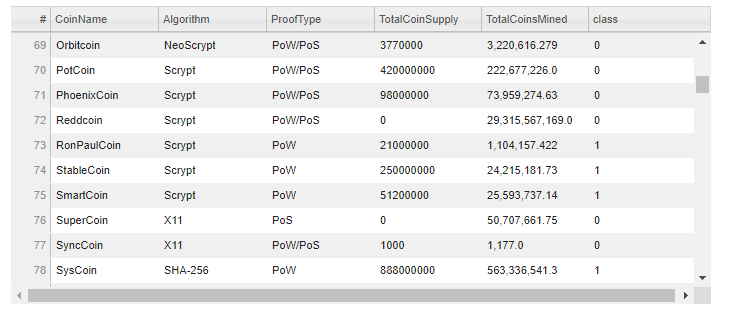 # CoinName Algorithm ProofType TotalCoinSupply TotalCoinsMined class
69 Orbitcoin NeoScrypt PoW/PoS 3770000 3,220,616.279 0
70 PotCoin Scrypt PoW/PoS 420000000 222,677,226.0 0
71 PhoenixCoin Scrypt PoW/PoS 98000000 73,959,274.63 0
72 Reddcoin Scrypt PoW/PoS 0 29,315,567,169.0 0
73 RonPaulCoin Scrypt PoW 21000000 1,104,157.422 1
74 StableCoin Scrypt PoW 250000000 24,215,181.73 1
75 SmartCoin Scrypt PoW 51200000 25,593,737.14 1
76 SuperCoin X11 PoS 0 50,707,661.75 0
77 SyncCoin X11 PoW/PoS 1000 1,177.0 0
78 SysCoin SHA-256 PoW 888000000 563,336,541.3 1